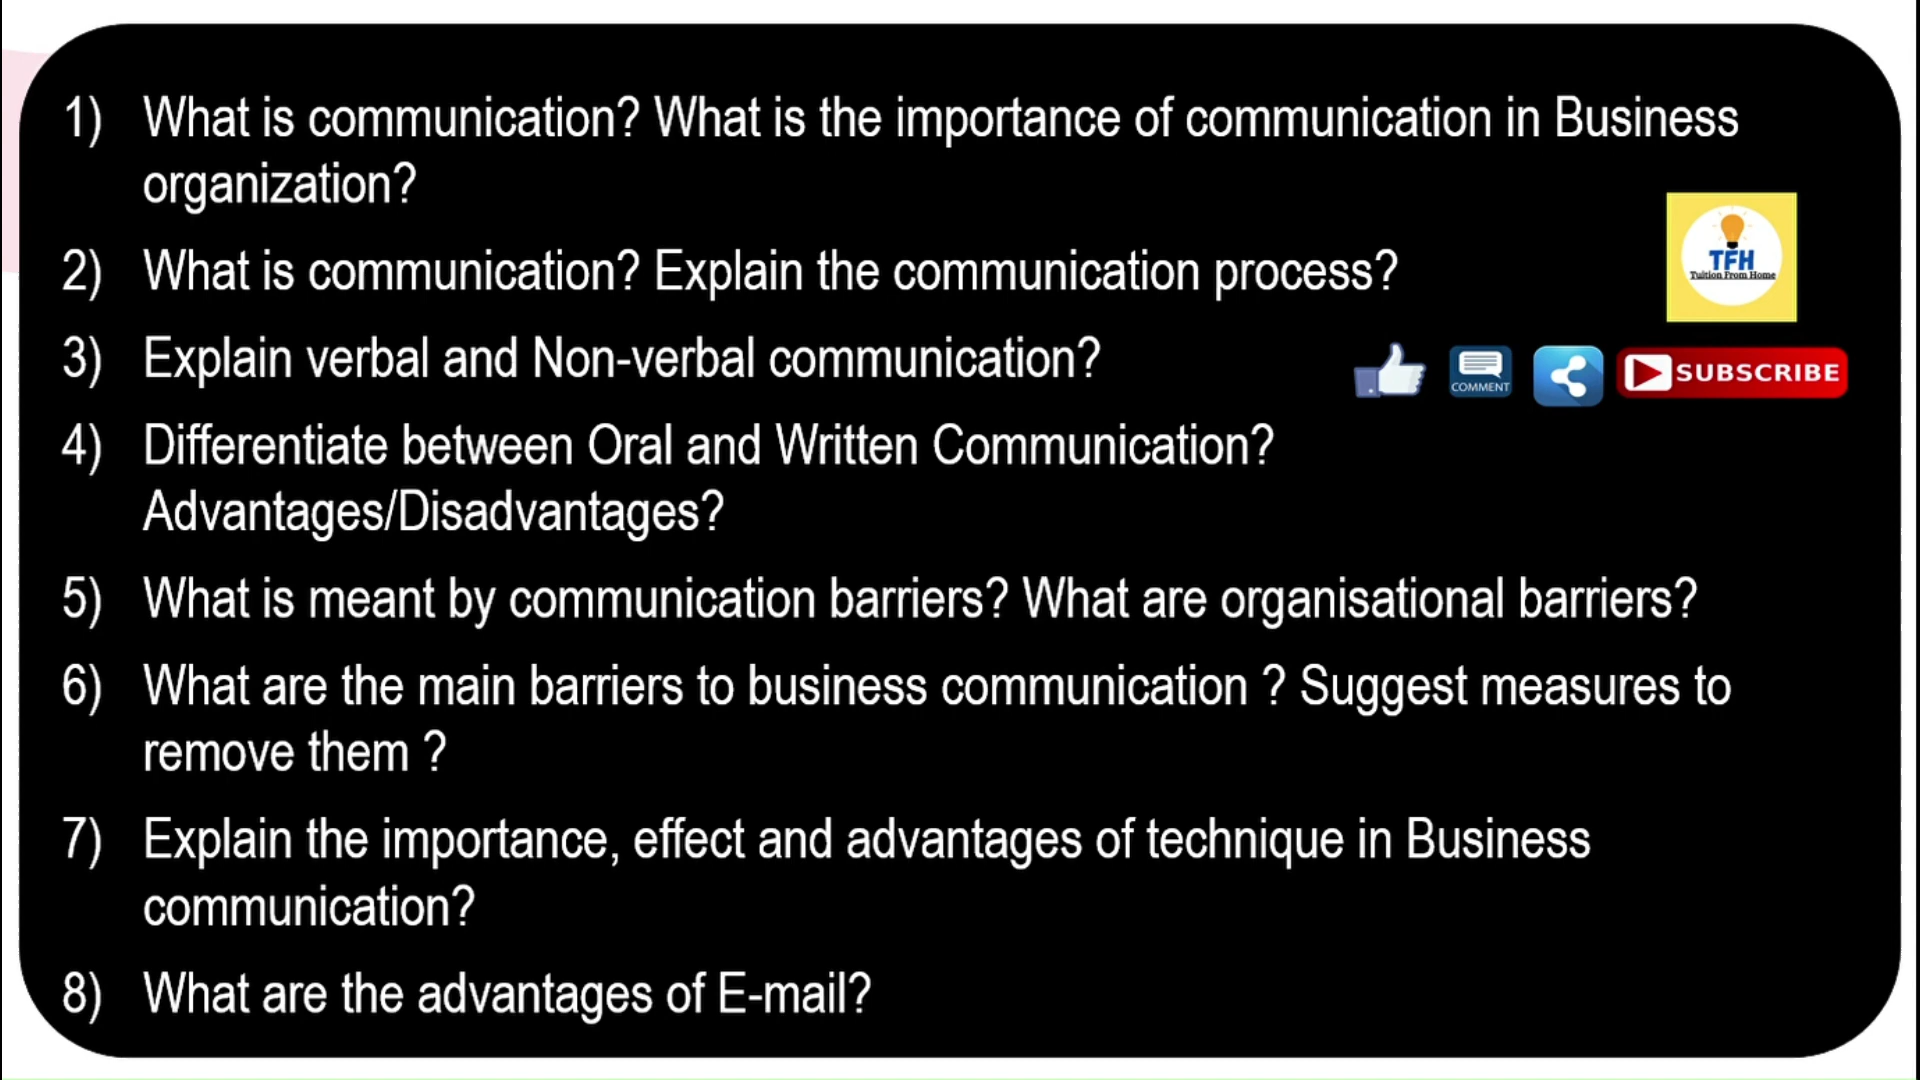 1) What is communication? What is the importance of communication in Business
organization?
2) What is communication? Explain the communication process?
TFH
Tuition From Home
3) Explain verbal and Non-verbal communication?
COMMENT
SUBSCRIBE
4) Differentiate between Oral and Written Communication?
Advantages/Disadvantages?
5) What is meant by communication barriers? What are organisational barriers?
6) What are the main barriers to business communication ? Suggest measures to
remove them ?
7) Explain the importance, effect and advantages of technique in Business
communication?
8) What are the advantages of E-mail?